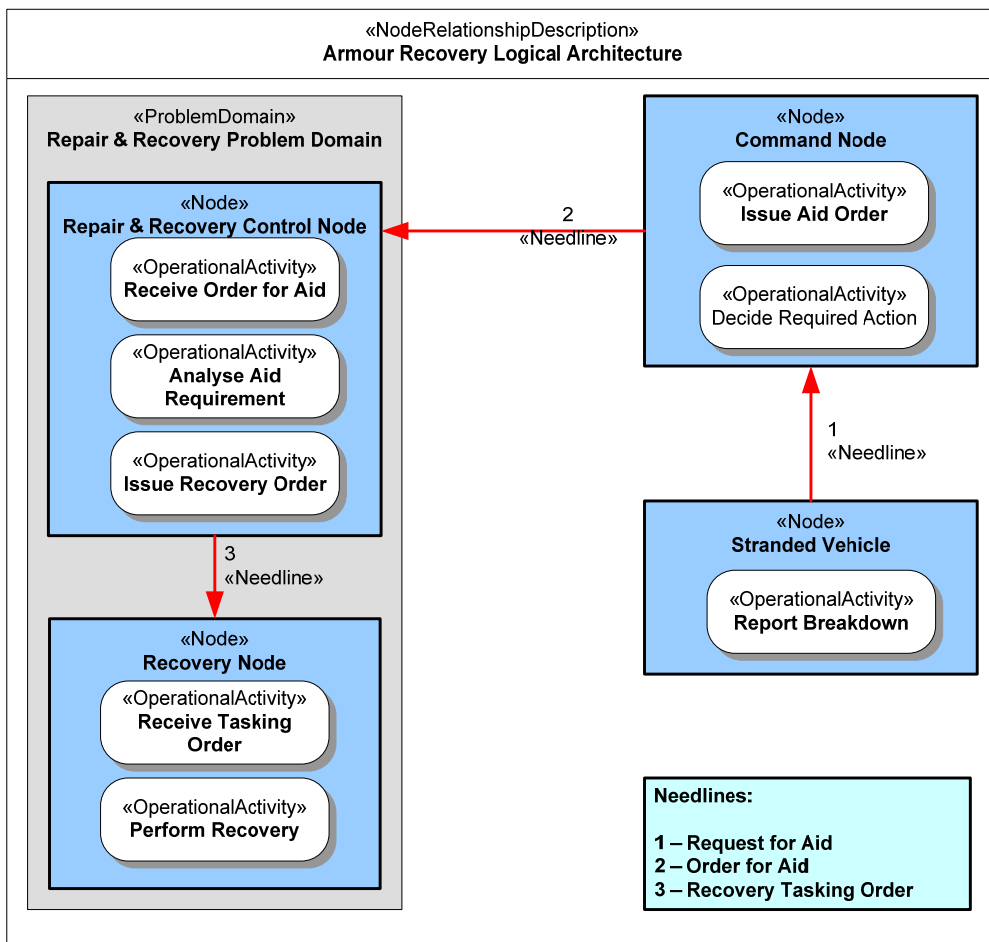 «NodeRelationshipDescription»
Armour Recovery Logical Architecture
«ProblemDomain»
Repair & Recovery Problem Domain
«Node»
Repair & Recovery Control Node
«OperationalActivity»
Receive Order for Aid
«OperationalActivity»
Analyse Aid
Requirement
«OperationalActivity»
Issue Recovery Order
3
«Needline»
«Node»
Recovery Node
«OperationalActivity»
Receive Tasking
Order
«OperationalActivity»
Perform Recovery
2
«Needline»
«Node»
Command Node
«OperationalActivity»
Issue Aid Order
«OperationalActivity»
Decide Required Action
1
«Needline»
«Node»
Stranded Vehicle
«OperationalActivity»
Report Breakdown
Needlines:
1 – Request for Aid
2 – Order for Aid
3 – Recovery Tasking Order